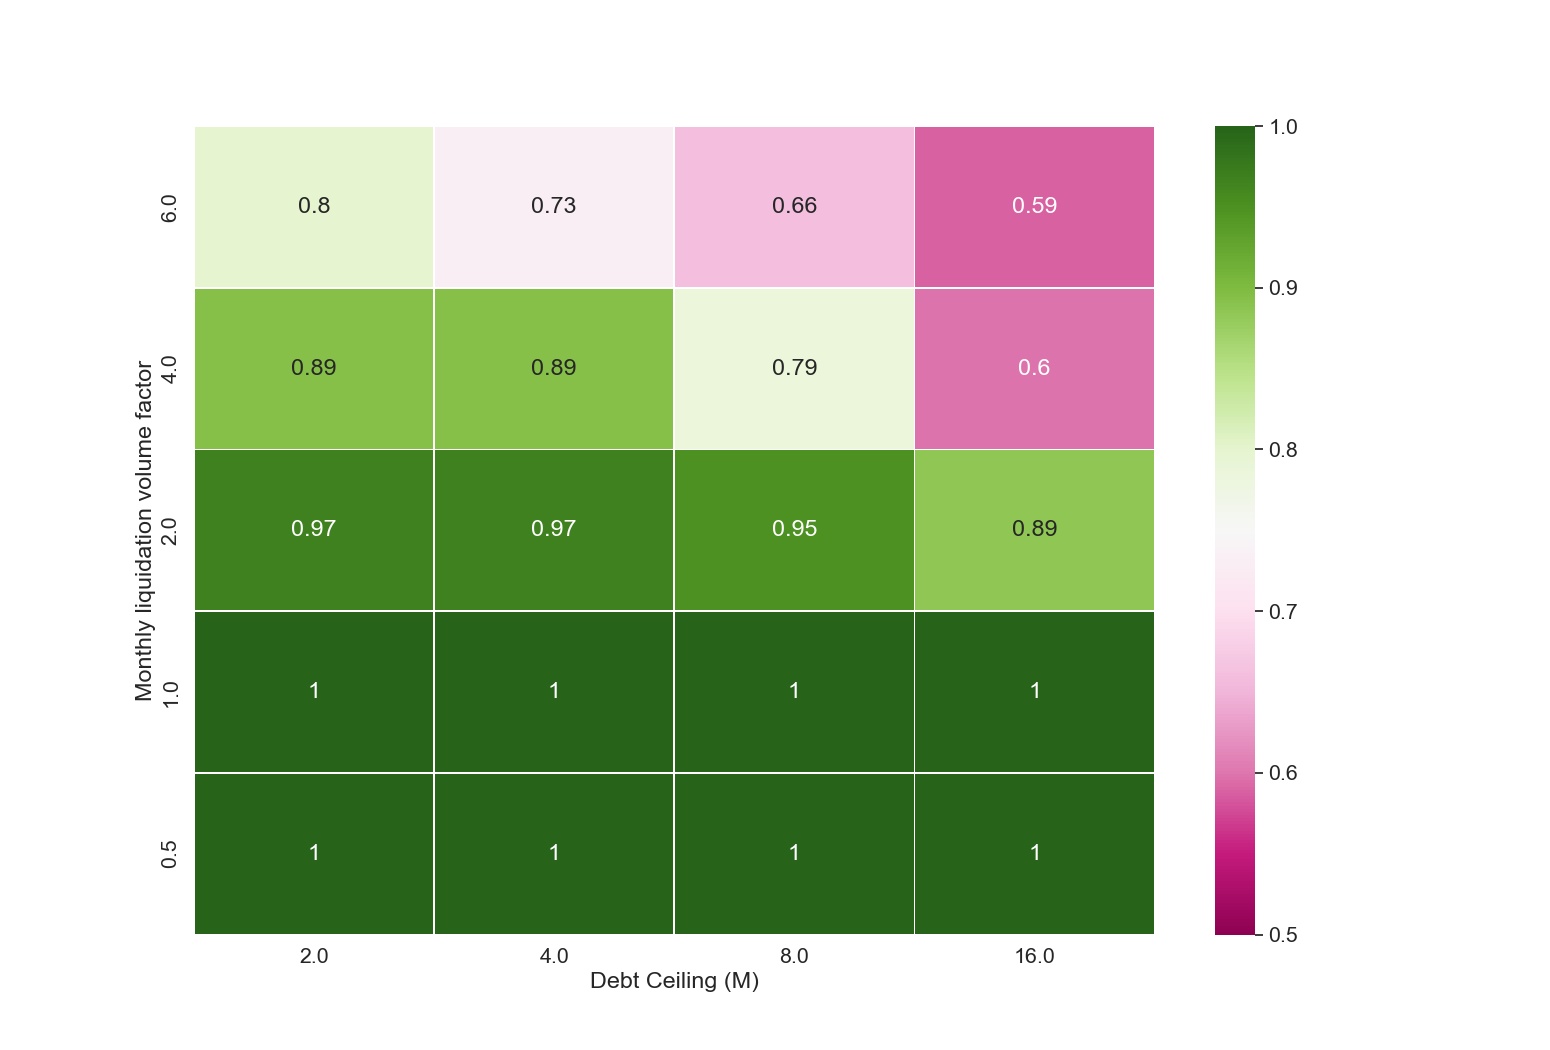 1.0
6.0 0.8 0.73 0.66 0.59
0.9
4.0 0.89 0.89 0.79 0.6
0.8
Monthly liquidation volume factor
2.0 0.97 0.97 0.95 0.89
0.7
1.0 1 1 1 1
0.6
0.5 1 1 1 1
0.5
2.0 4.0 8.0 16.0
Debt Ceiling (M)